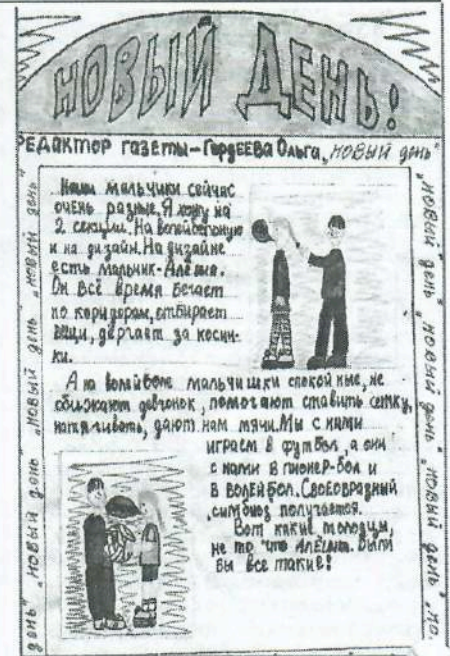 НОВЫЙ ДЕНЬ!
РЕДАКТОР ГАЗЕТЫ – Гордеева Ольга „НОВЫЙ день"
Наши мальчики сейчас
очень разные. Я хожу на
2 секции. На волейбольную
и на дизайн. На дизайне
есть мальчик - Алёша.
Он всё время бегает
по коридорам, отбирает
вещи, дёргает за косич-
ки.
А на волейболе мальчишки спокойные, не
обижают девчонок, помогают ставить сетку,
натягивать, дают нам мячи. Мы с ними
играем в футбол, а они
с нами в пионер-бол и
в волейбол. Своеобразный
симбиоз получается.
Вот какие молодцы,
не то что Алёша. Были
бы все такие!
день" „новый день" „новый день" „новый день"
„новый день" „новый день" „новый день" „но-